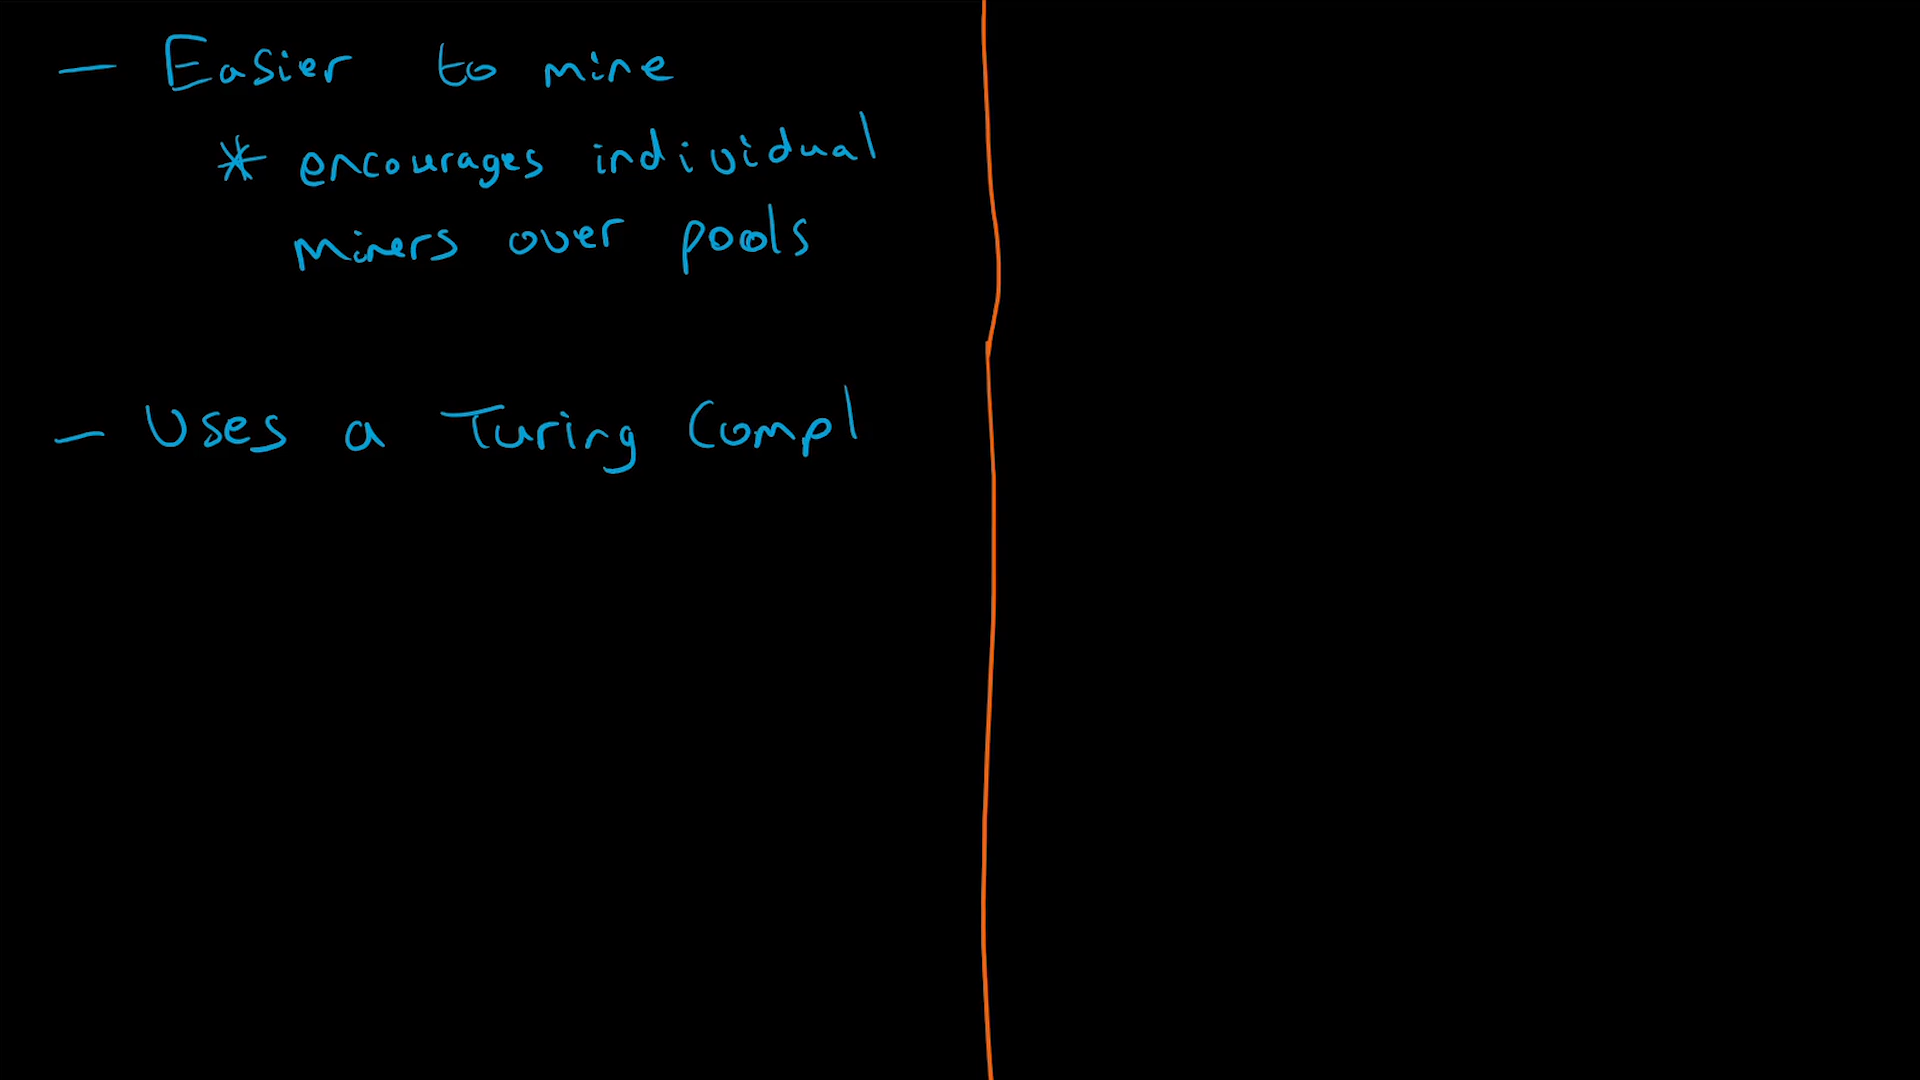 — Easier to mine
* encourages individual
miners over pools
— Uses a Turing Compl